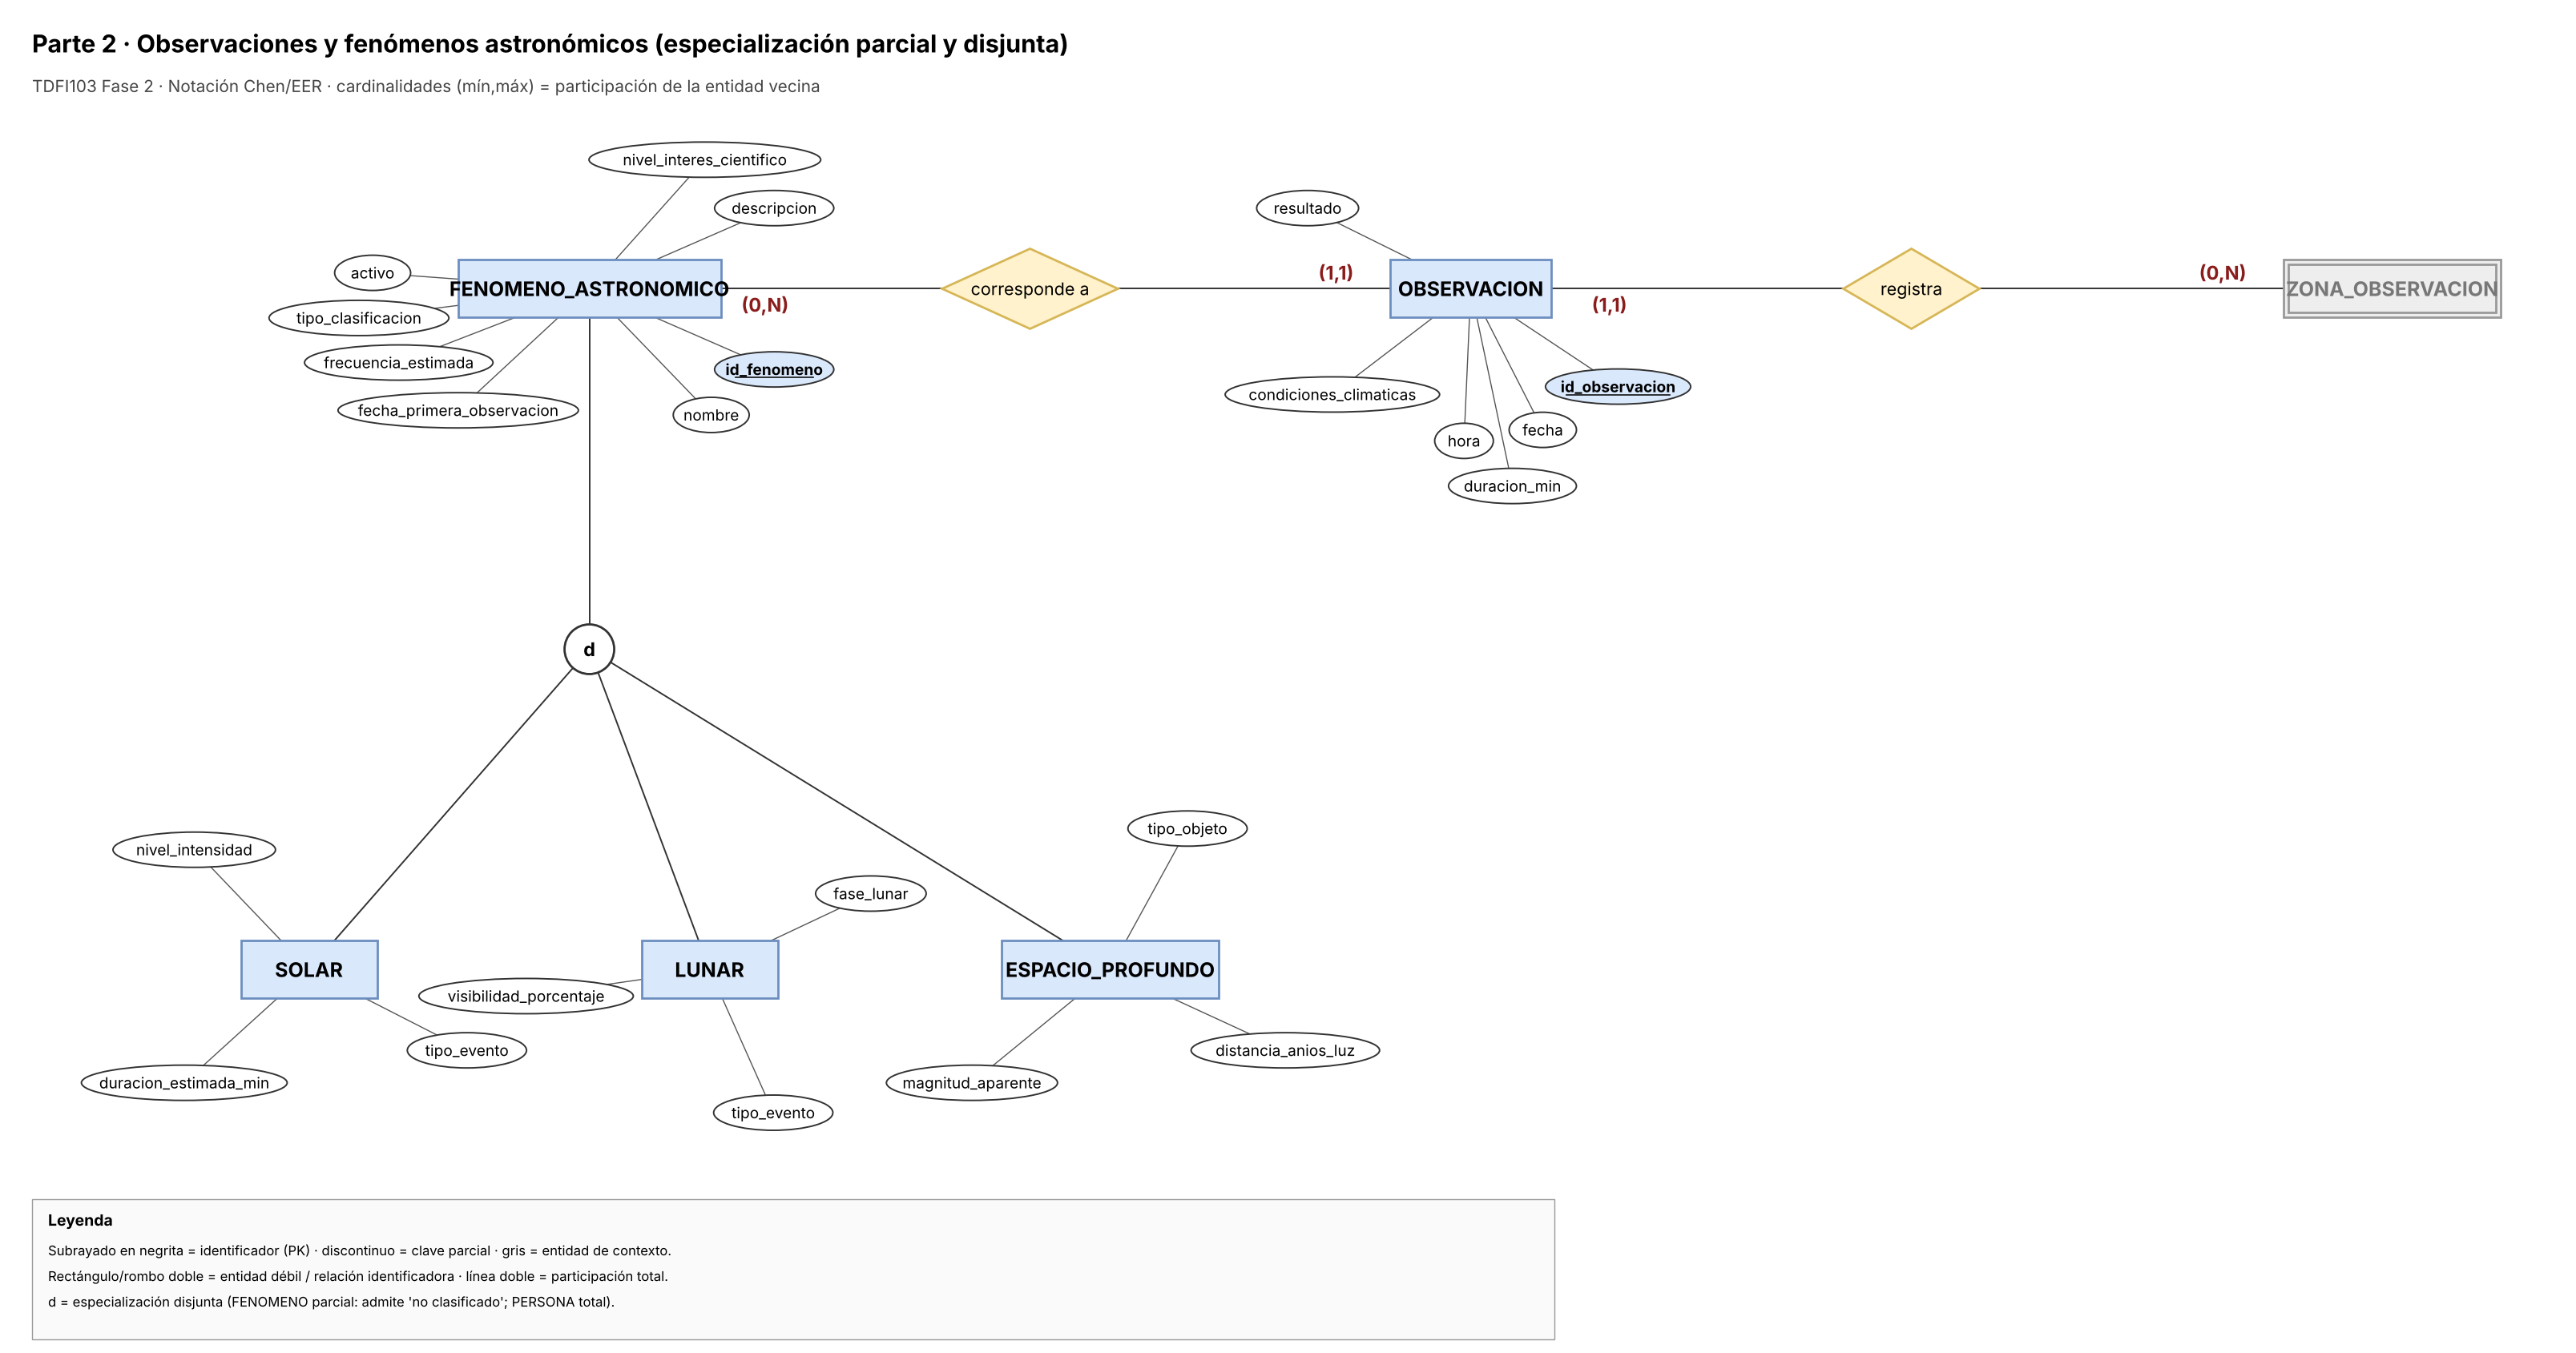 Parte 2 · Observaciones y fenómenos astronómicos (especialización parcial y disjunta)
TDFI103 Fase 2 · Notación Chen/EER · cardinalidades (mín,máx) = participación de la entidad vecina
nivel_interes_cientifico
descripcion
resultado
activo
FENOMENO_ASTRONOMICO
(0,N)
corresponde a
(1,1)
OBSERVACION
(1,1)
registra
(0,N)
ZONA_OBSERVACION
tipo_clasificacion
frecuencia_estimada
id_fenomeno
fecha_primera_observacion
nombre
condiciones_climaticas
id_observacion
hora
fecha
duracion_min
d
tipo_objeto
nivel_intensidad
fase_lunar
SOLAR
LUNAR
ESPACIO_PROFUNDO
visibilidad_porcentaje
tipo_evento
distancia_anios_luz
duracion_estimada_min
magnitud_aparente
tipo_evento
Leyenda
Subrayado en negrita = identificador (PK) · discontinuo = clave parcial · gris = entidad de contexto.
Rectángulo/rombo doble = entidad débil / relación identificadora · línea doble = participación total.
d = especialización disjunta (FENOMENO parcial: admite 'no clasificado'; PERSONA total).